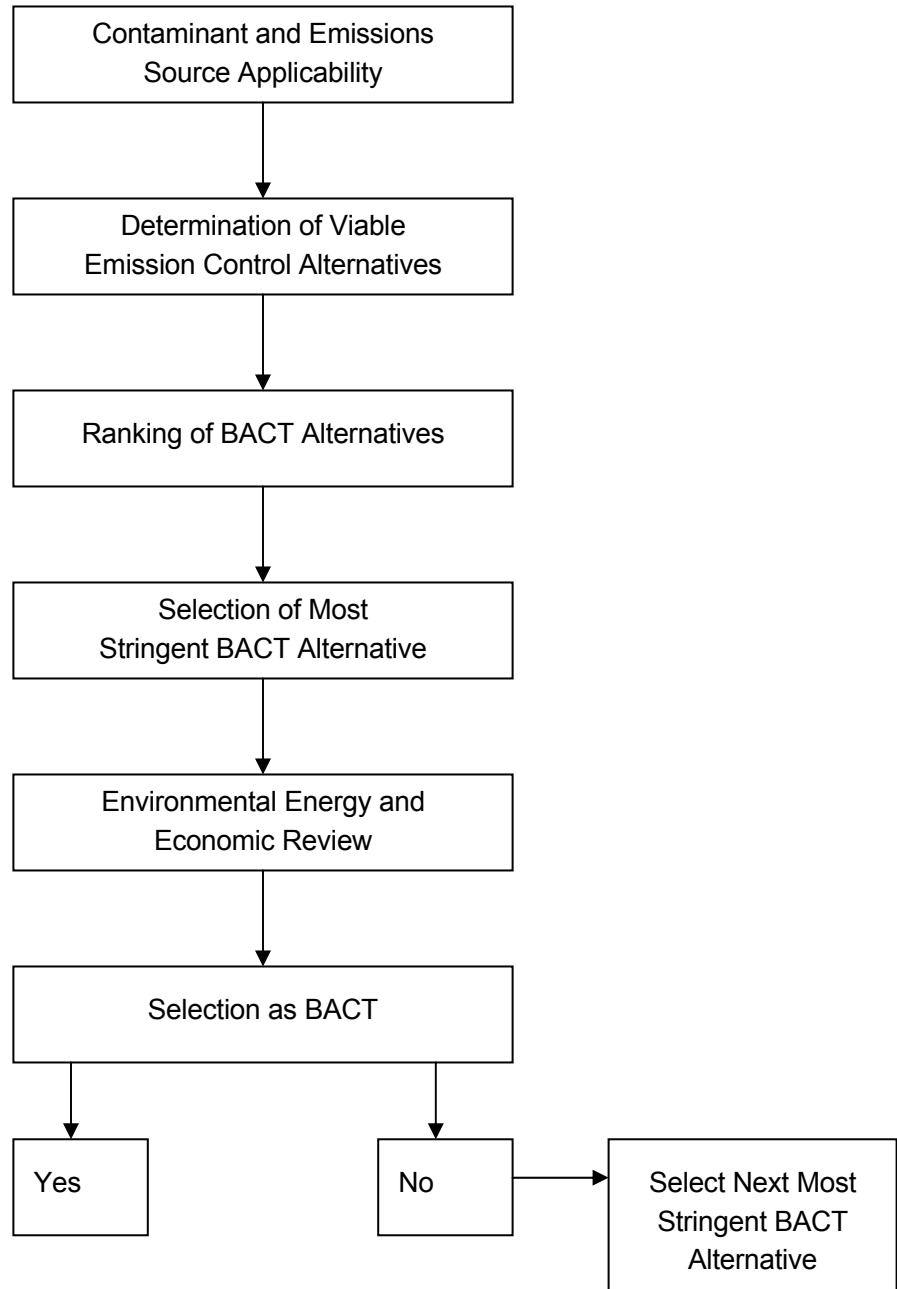 Contaminant and Emissions
Source Applicability
Determination of Viable
Emission Control Alternatives
Ranking of BACT Alternatives
Selection of Most
Stringent BACT Alternative
Environmental Energy and
Economic Review
Selection as BACT
Yes
No
Select Next Most
Stringent BACT
Alternative